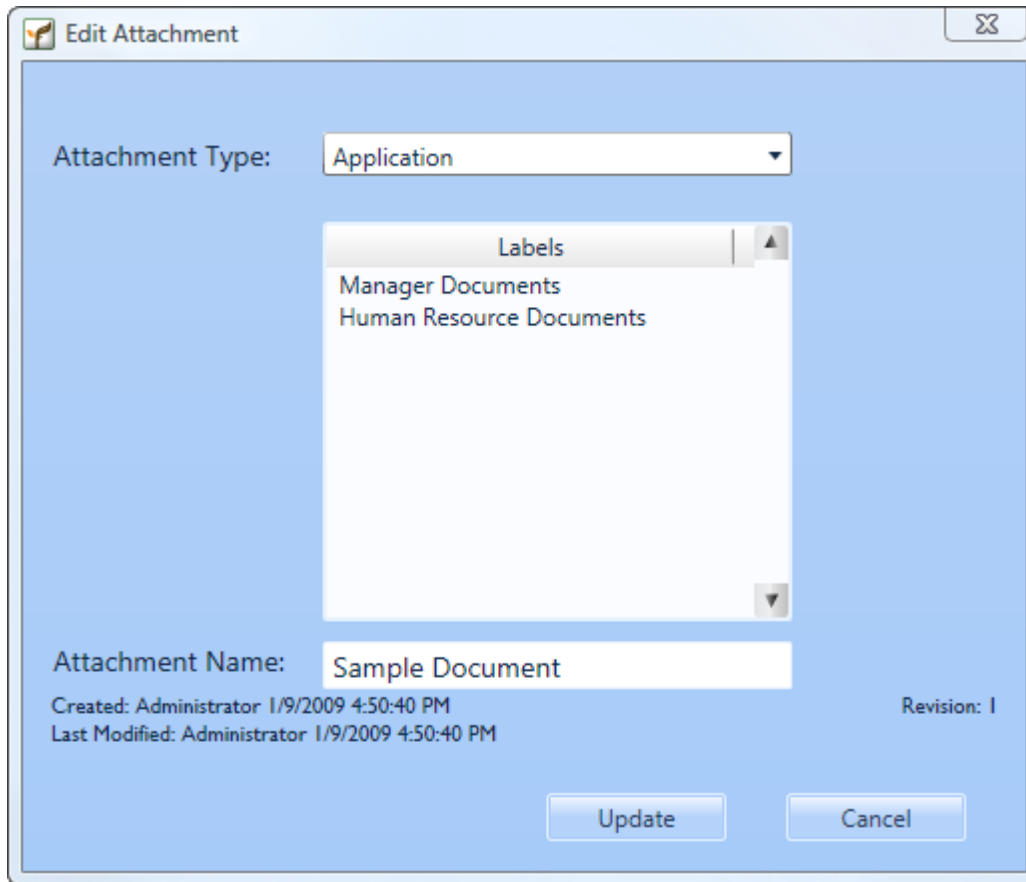 Edit Attachment
Attachment Type: Application
Labels
Manager Documents
Human Resource Documents
Attachment Name: Sample Document
Created: Administrator 1/9/2009 4:50:40 PM Revision: 1
Last Modified: Administrator 1/9/2009 4:50:40 PM
Update Cancel